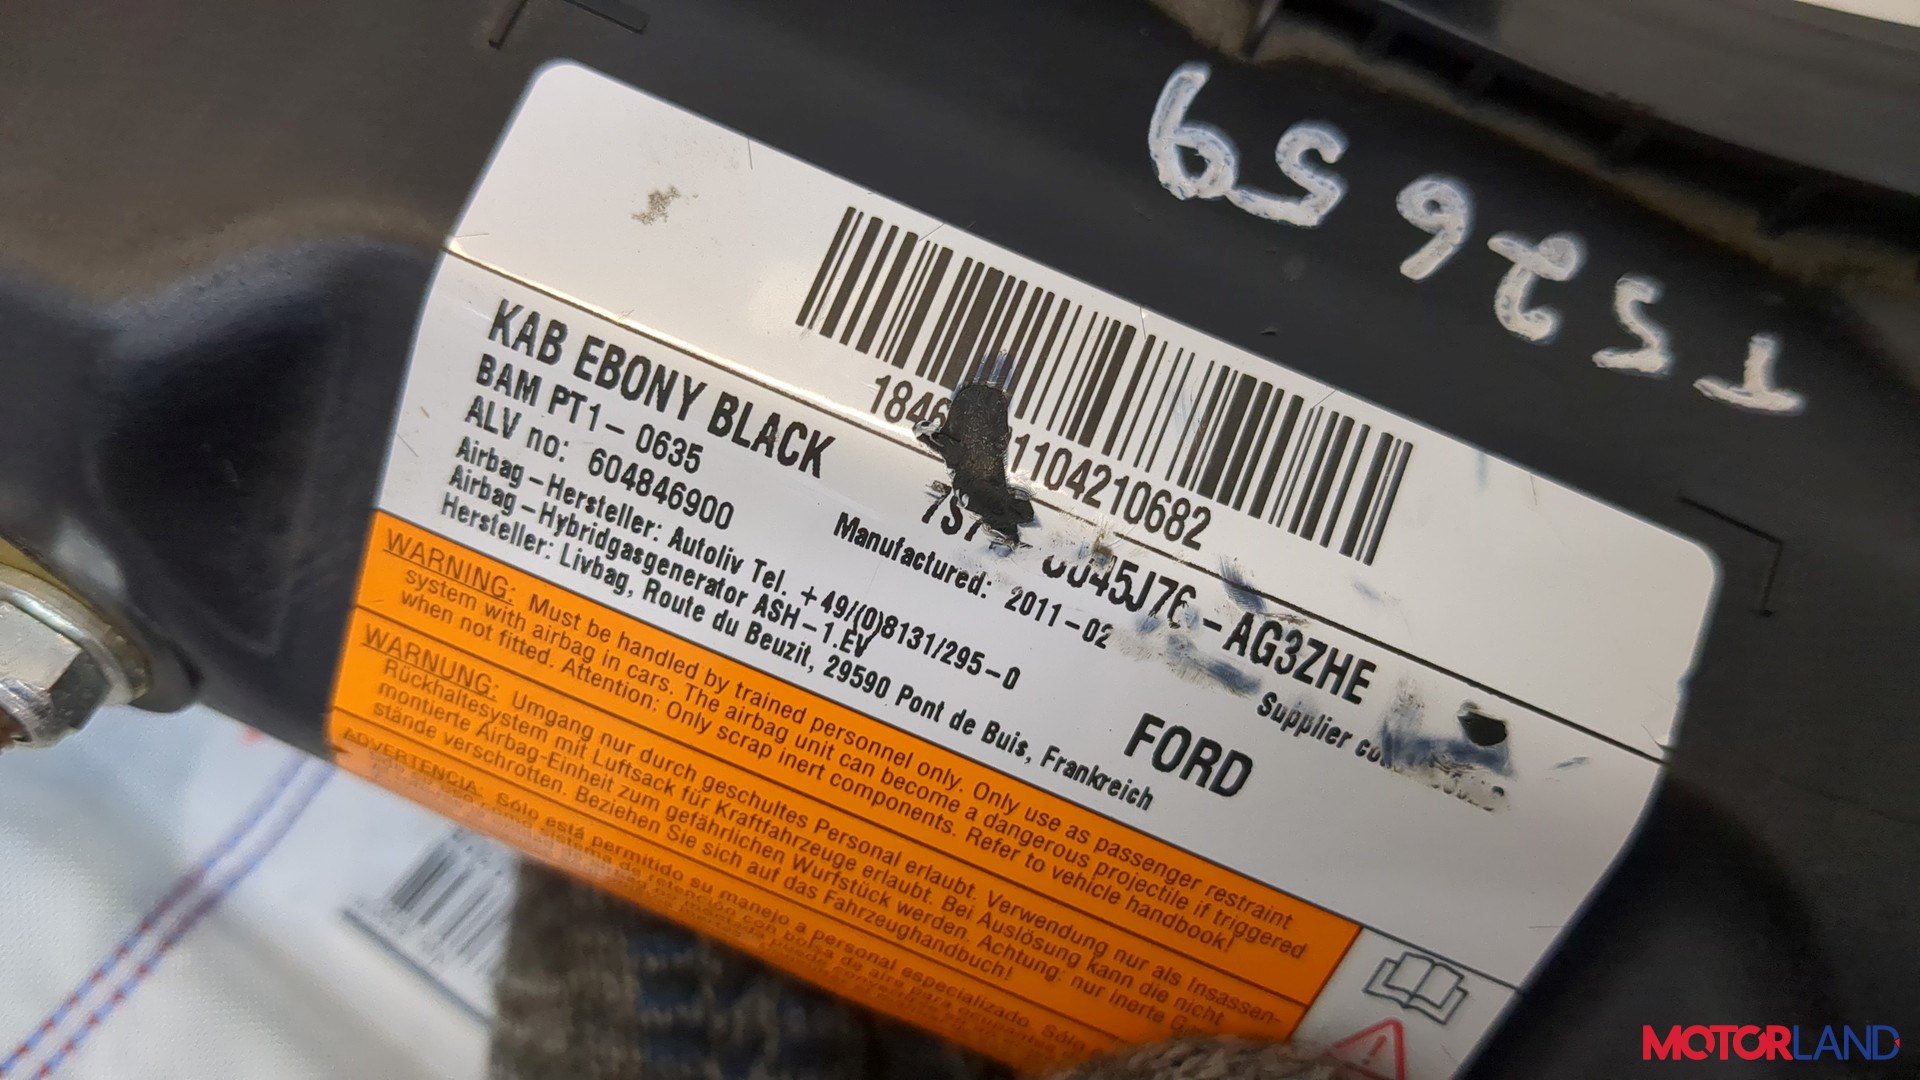 T52659
1846 1104210682
KAB EBONY BLACK
7S7 045J76-AG3ZHE
BAM PT1-0635
Manufactured: 2011-02
Supplier
ALV no: 604846900
Airbag-Hersteller: Autoliv Tel. +49/(0)8131/295-0
Airbag-Hybridgasgenerator ASH-1.EV
FORD
Hersteller: Livbag, Route du Beuzit, 29590 Pont de Buis, Frankreich
WARNING: Must be handled by trained personnel only. Only use as passenger restraint
system with airbag in cars. The airbag unit can become a dangerous projectile if triggered
when not fitted. Attention: Only scrap inert components. Refer to vehicle handbook!
WARNUNG: Umgang nur durch geschultes Personal erlaubt. Verwendung nur als Insassen-
Rückhaltesystem mit Luftsack für Kraftfahrzeuge erlaubt. Bei Auslösung kann die nicht
montierte Airbag-Einheit zum gefährlichen Wurfstück werden. Achtung: nur inerte
stände verschrotten. Beziehen Sie sich auf das Fahrzeughandbuch!
ADVERTENCIA: Sólo está permitido su manejo a personal especializado. Sólo
MOTORLAND